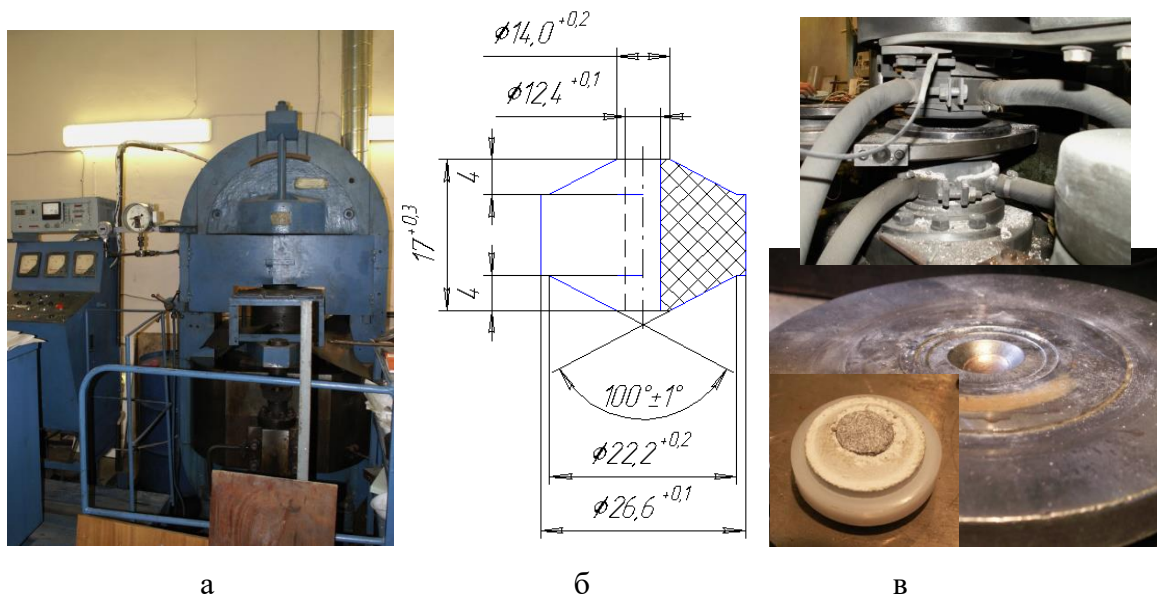 ϕ14,0 +0,2
ϕ12,4 +0,1
4
17 +0,3
4
100°±1°
ϕ22,2 +0,2
ϕ26,6 +0,1
а
б
в